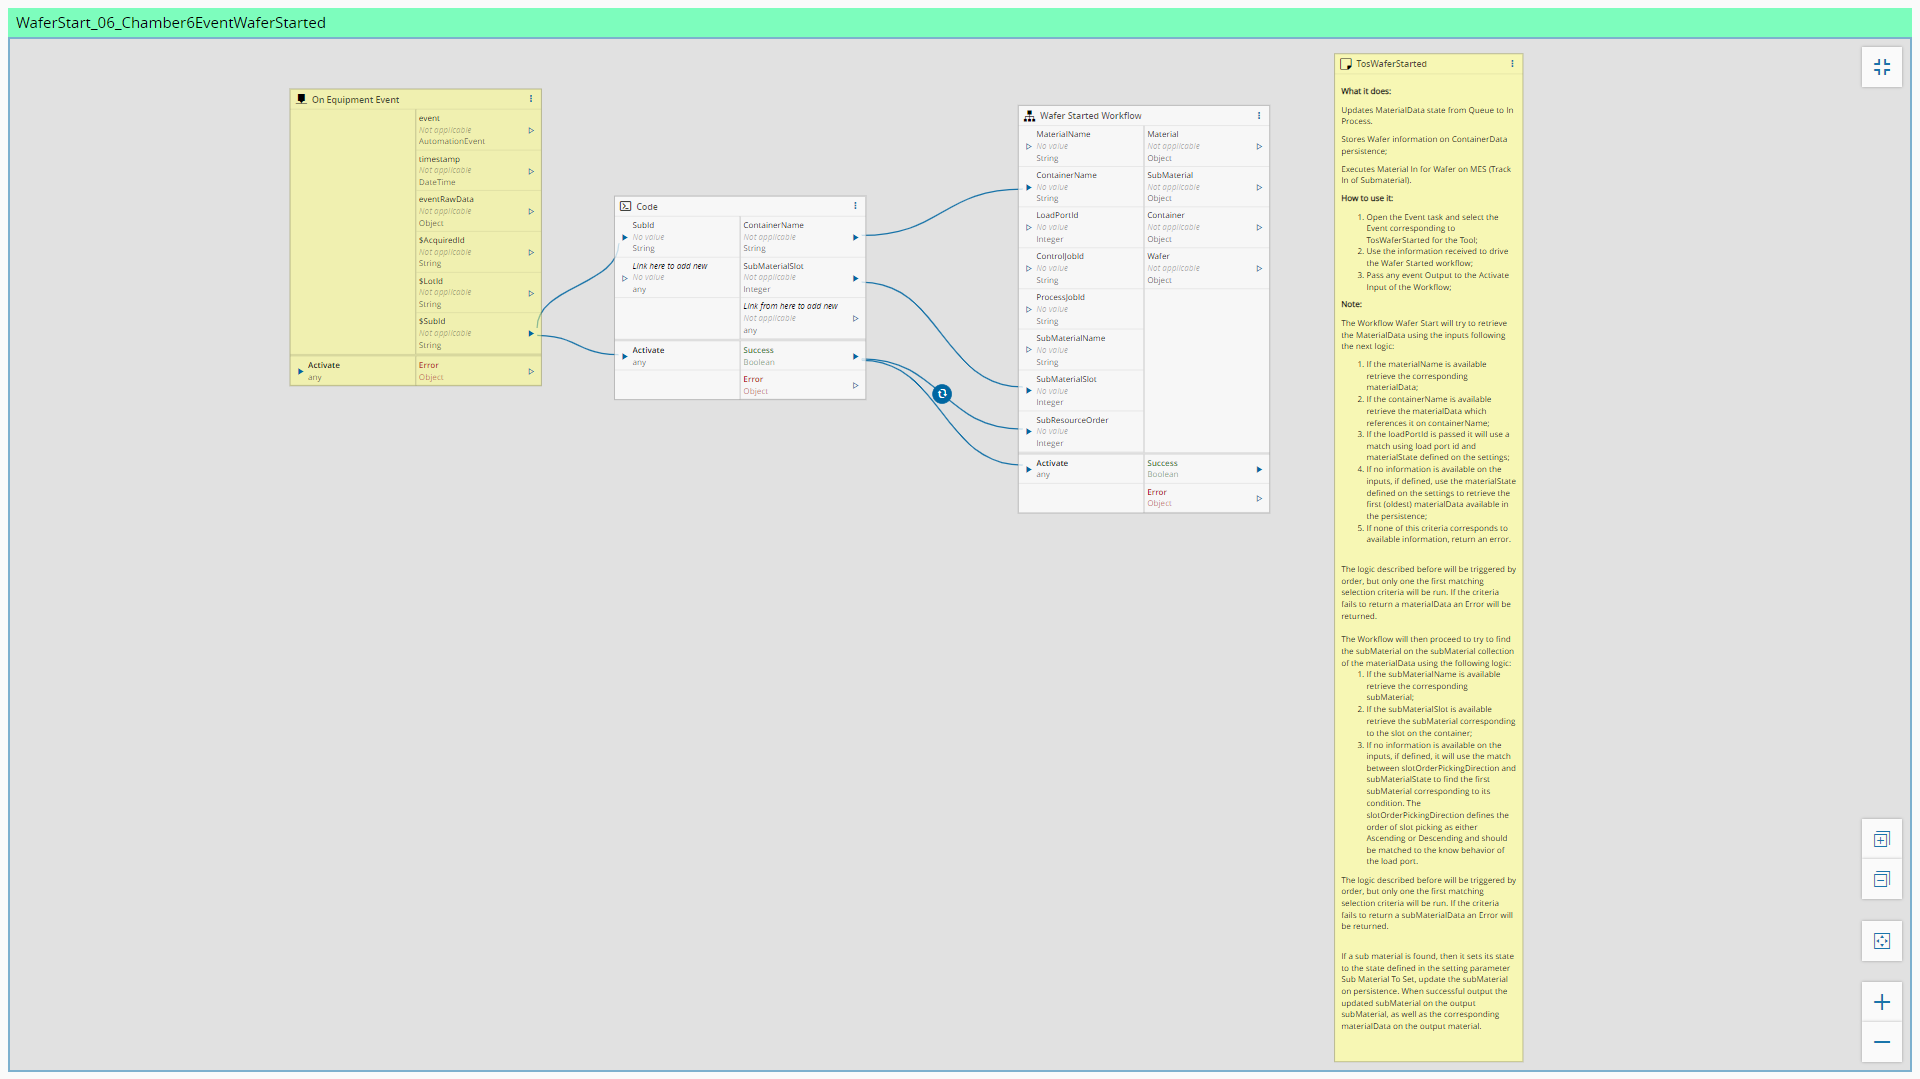 WaferStart_06_Chamber6EventWaferStarted
On Equipment Event
event
Not applicable
AutomationEvent
timestamp
Not applicable
DateTime
eventRawData
Not applicable
Object
$AcquiredId
Not applicable
String
$LotId
Not applicable
String
$SubId
Not applicable
String
Activate
any
Error
Object
Code
SubId
No value
String
Link here to add new
No value
any
ContainerName
Not applicable
String
SubMaterialSlot
Not applicable
Integer
Link from here to add new
Not applicable
any
Activate
any
Success
Boolean
Error
Object
Wafer Started Workflow
MaterialName
No value
String
ContainerName
No value
String
LoadPortId
No value
Integer
ControlJobId
No value
String
ProcessJobId
No value
String
SubMaterialName
No value
String
SubMaterialSlot
No value
Integer
SubResourceOrder
No value
Integer
Material
Not applicable
Object
SubMaterial
Not applicable
Object
Container
Not applicable
Object
Wafer
Not applicable
Object
Activate
any
Success
Boolean
Error
Object
TosWaferStarted
What it does:
Updates MaterialData state from Queue to In
Process.
Stores Wafer information on ContainerData
persistence;
Executes Material In for Wafer on MES (Track
In of Submaterial).
How to use it:
1. Open the Event task and select the
Event corresponding to
TosWaferStarted for the Tool;
2. Use the information received to drive
the Wafer Started workflow;
3. Pass any event Output to the Activate
Input of the Workflow;
Note:
The Workflow Wafer Start will try to retrieve
the MaterialData using the inputs following
the next logic:
1. If the materialName is available
retrieve the corresponding
materialData;
2. If the containerName is available
retrieve the materialData which
references it on containerName;
3. If the loadPortId is passed it will use a
match using load port id and
materialState defined on the settings;
4. If no information is available on the
inputs, if defined, use the materialState
defined on the settings to retrieve the
first (oldest) materialData available in
the persistence;
5. If none of this criteria corresponds to
available information, return an error.
The logic described before will be triggered by
order, but only one the first matching
selection criteria will be run. If the criteria
fails to return a materialData an Error will be
returned.
The Workflow will then proceed to try to find
the subMaterial on the subMaterial collection
of the materialData using the following logic:
1. If the subMaterialName is available
retrieve the corresponding
subMaterial;
2. If the subMaterialSlot is available
retrieve the subMaterial corresponding
to the slot on the container;
3. If no information is available on the
inputs, if defined, it will use the match
between slotOrderPickingDirection and
subMaterialState to find the first
subMaterial corresponding to its
condition. The
slotOrderPickingDirection defines the
order of slot picking as either
Ascending or Descending and should
be matched to the know behavior of
the load port.
The logic described before will be triggered by
order, but only one the first matching
selection criteria will be run. If the criteria
fails to return a subMaterialData an Error will
be returned.
If a sub material is found, then it sets its state
to the state defined in the setting parameter
Sub Material To Set, update the subMaterial
on persistence. When successful output the
updated subMaterial on the output
subMaterial, as well as the corresponding
materialData on the output material.